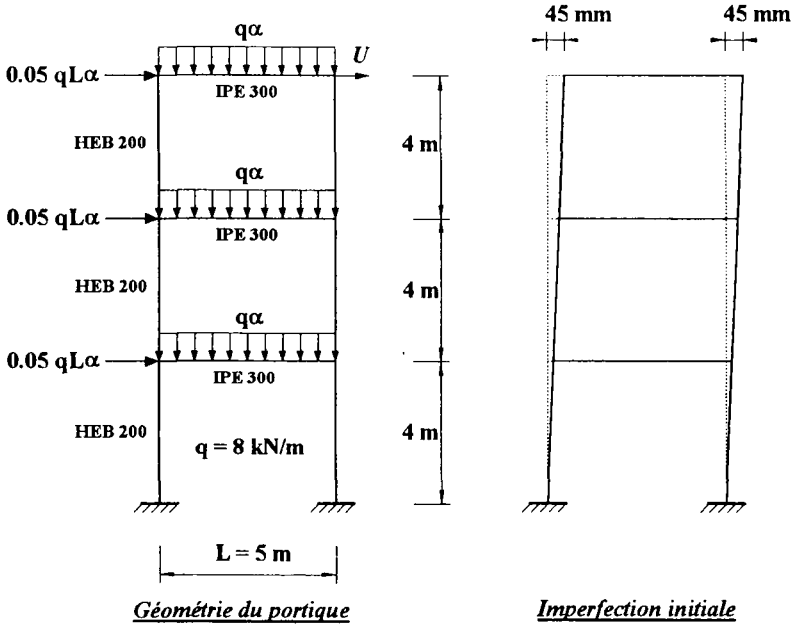 45 mm 45 mm
qα
0.05 qLα U
IPE 300
HEB 200 4 m
qα
0.05 qLα
IPE 300
HEB 200 4 m
qα
0.05 qLα
IPE 300
HEB 200
q = 8 kN/m 4 m
L = 5 m
Géométrie du portique Imperfection initiale